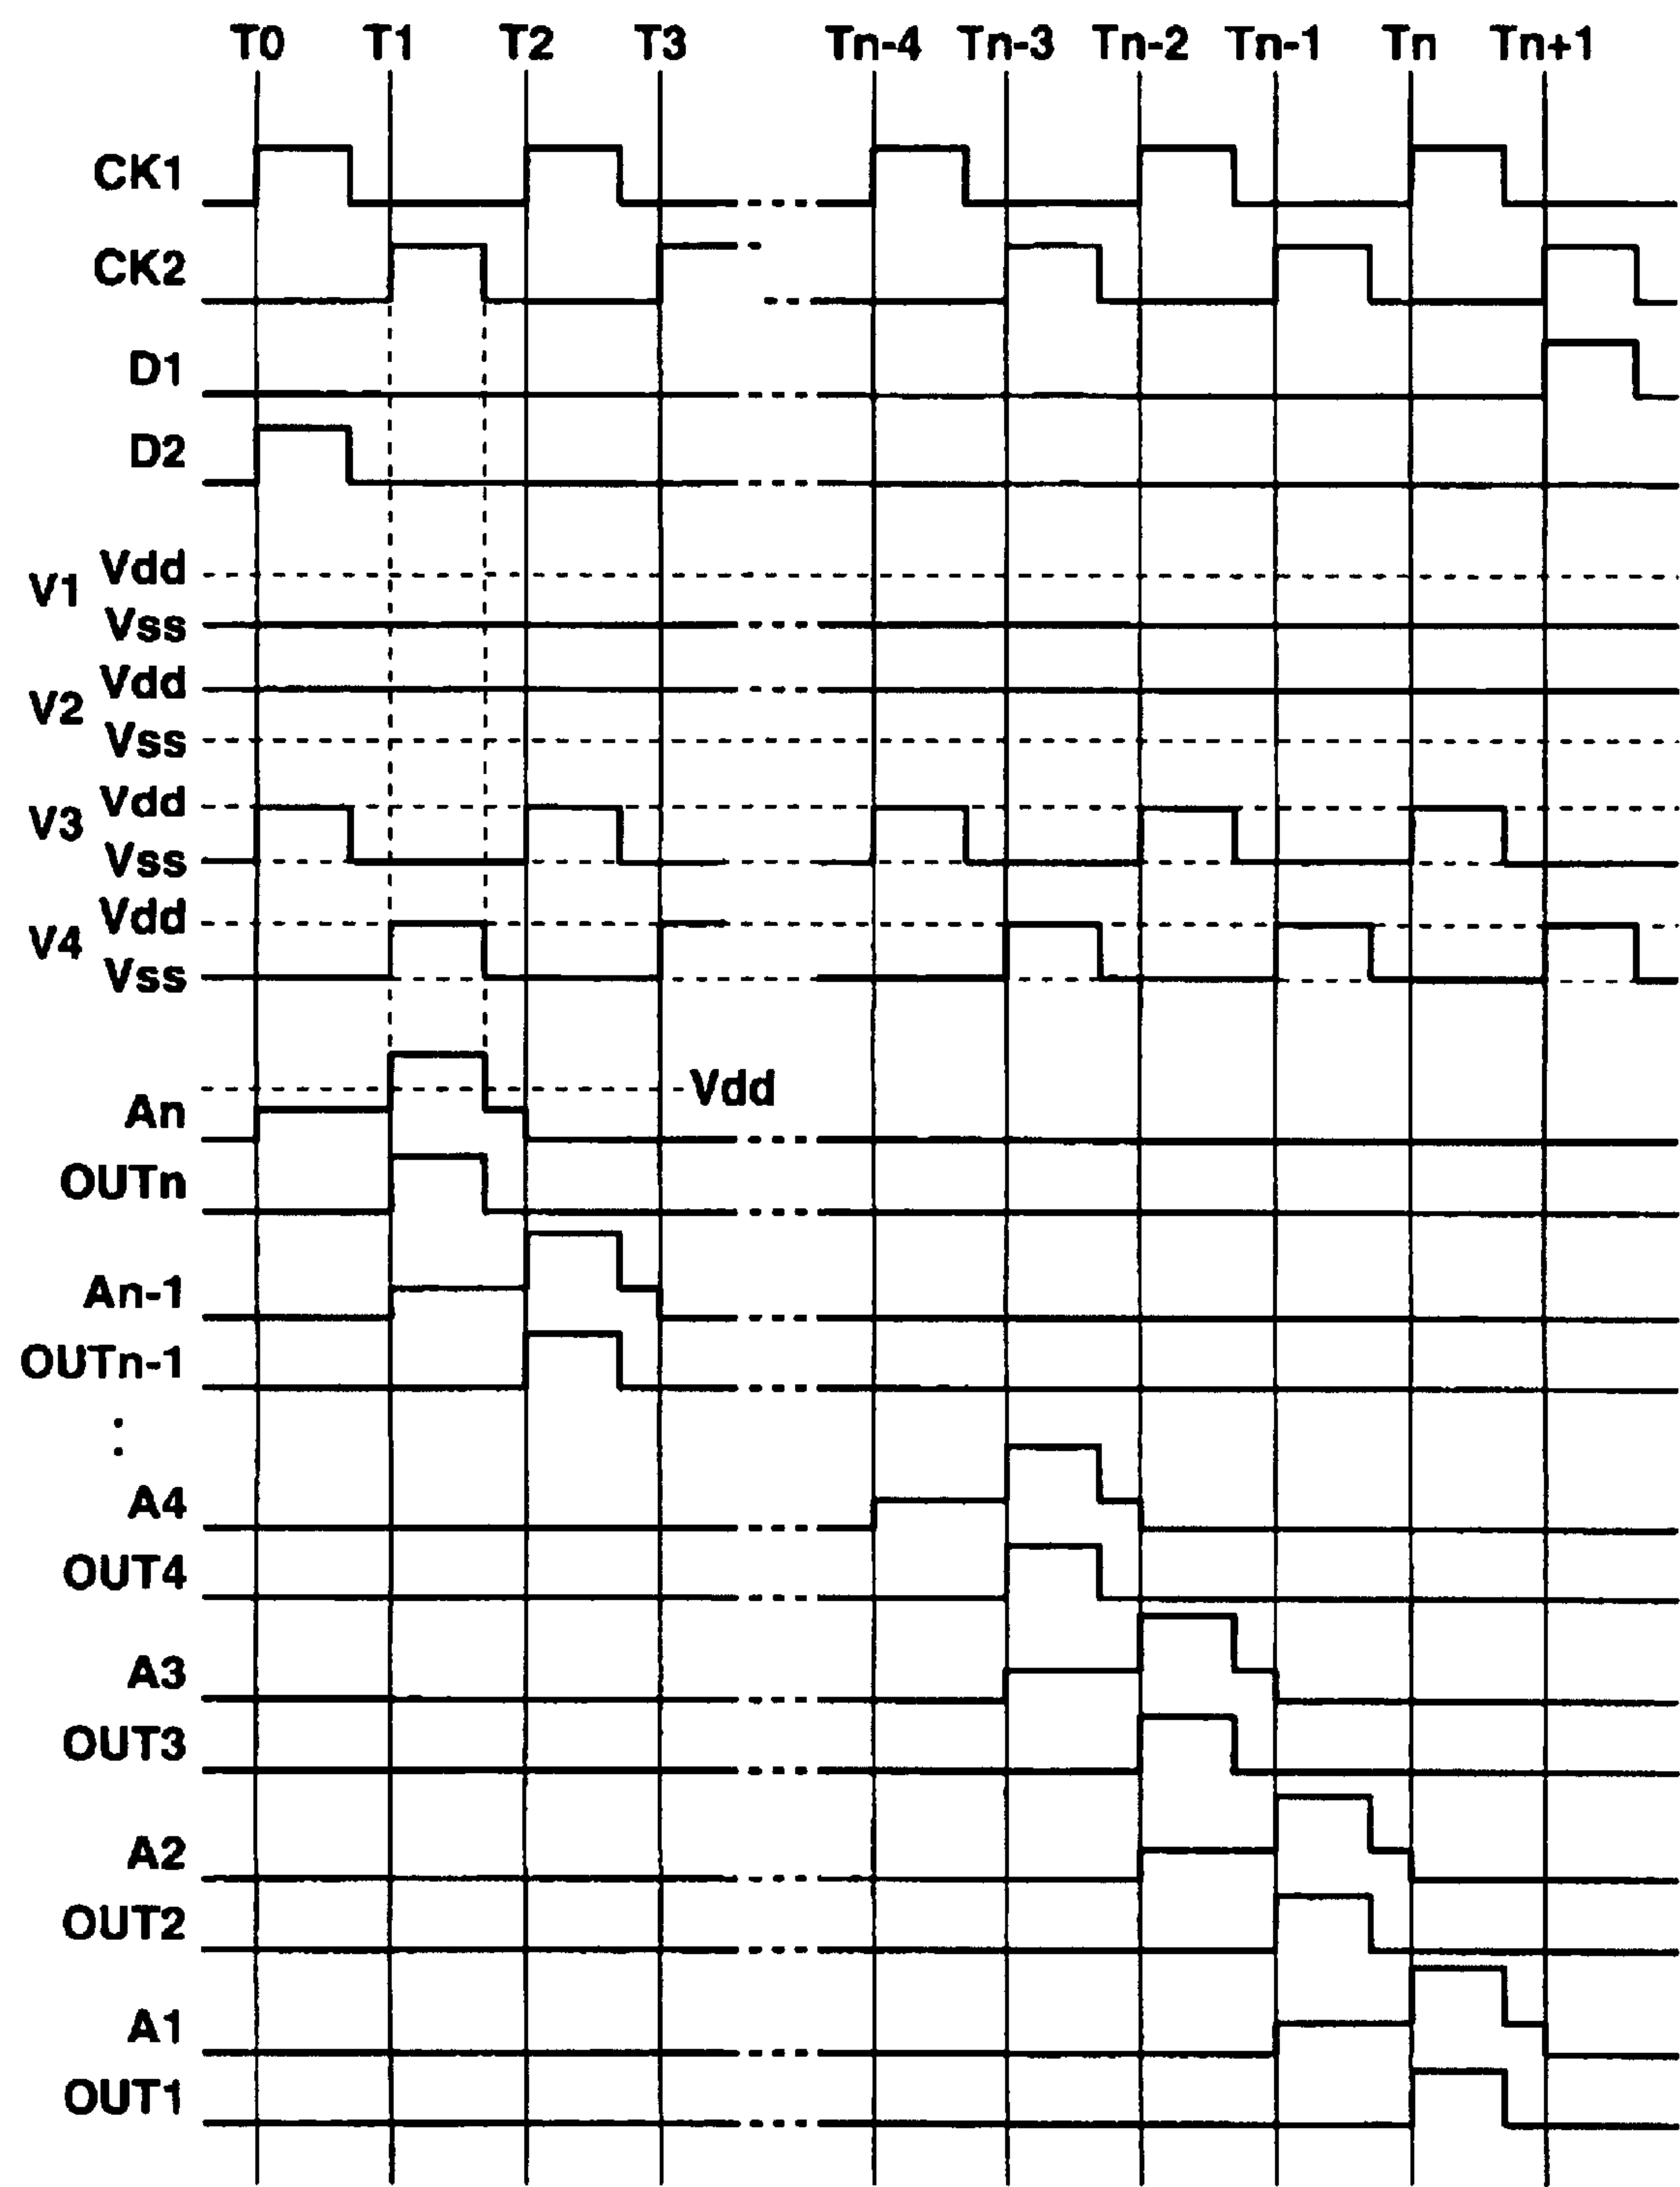 T0 T1 T2 T3 Tn-4 Tn-3 Tn-2 Tn-1 Tn Tn+1
CK1
CK2
D1
D2
V1 Vdd
Vss
V2 Vdd
Vss
V3 Vdd
Vss
V4 Vdd
Vss
Vdd
An
OUTn
An-1
OUTn-1
:
A4
OUT4
A3
OUT3
A2
OUT2
A1
OUT1